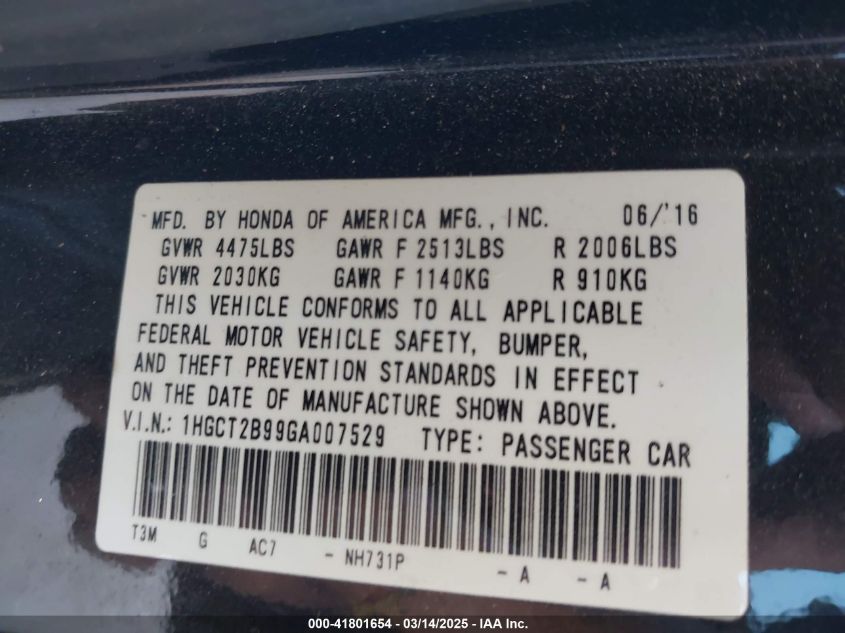 MFD. BY HONDA OF AMERICA MFG., INC. 06/'16
GVWR 4475LBS GAWR F 2513LBS R 2006LBS
GVWR 2030KG GAWR F 1140KG R 910KG
THIS VEHICLE CONFORMS TO ALL APPLICABLE
FEDERAL MOTOR VEHICLE SAFETY, BUMPER,
AND THEFT PREVENTION STANDARDS IN EFFECT
ON THE DATE OF MANUFACTURE SHOWN ABOVE.
V.I.N.: 1HGCT2B99GA007529 TYPE: PASSENGER CAR
T3M G AC7 - NH731P - A - A
000-41801654 - 03/14/2025 - IAA Inc.